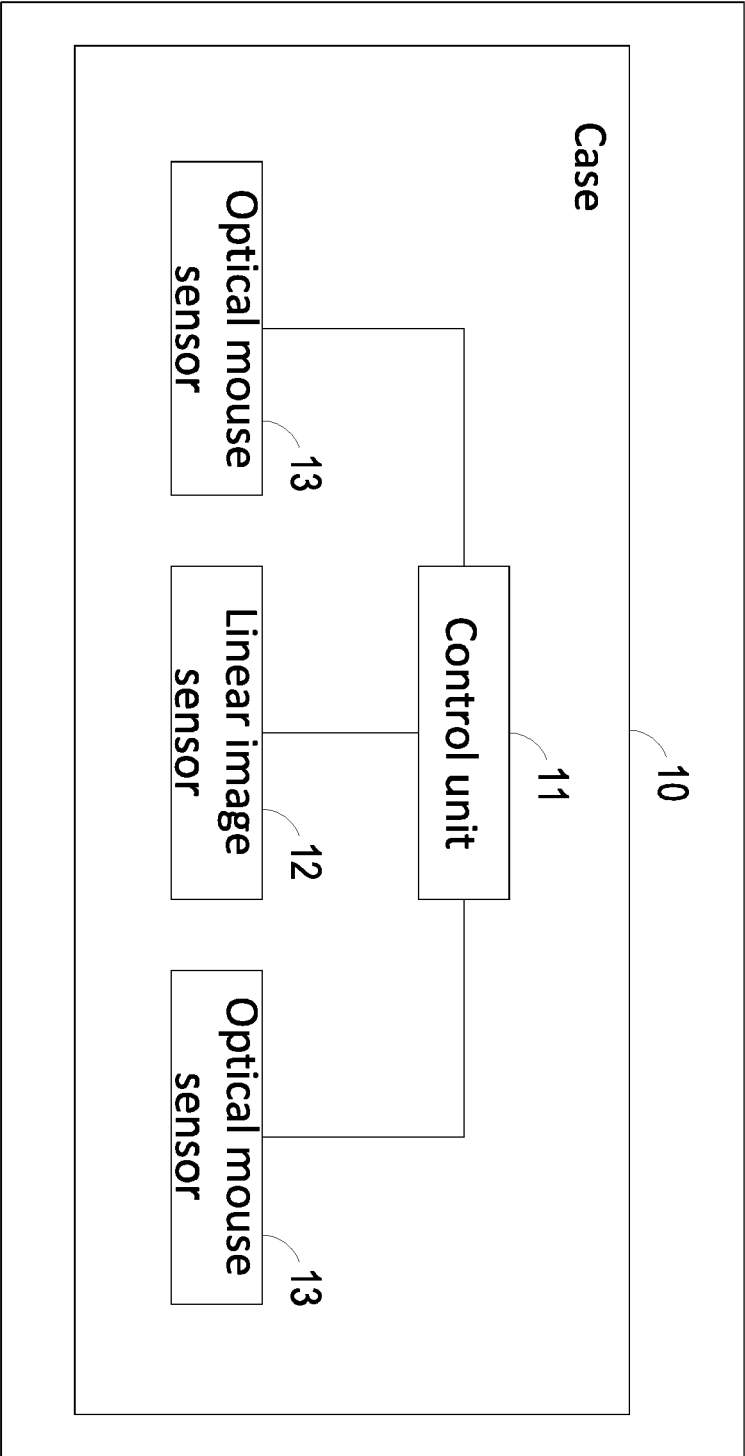 10
Case
11
Control unit
13
12
13
Optical mouse
sensor
Linear image
sensor
Optical mouse
sensor